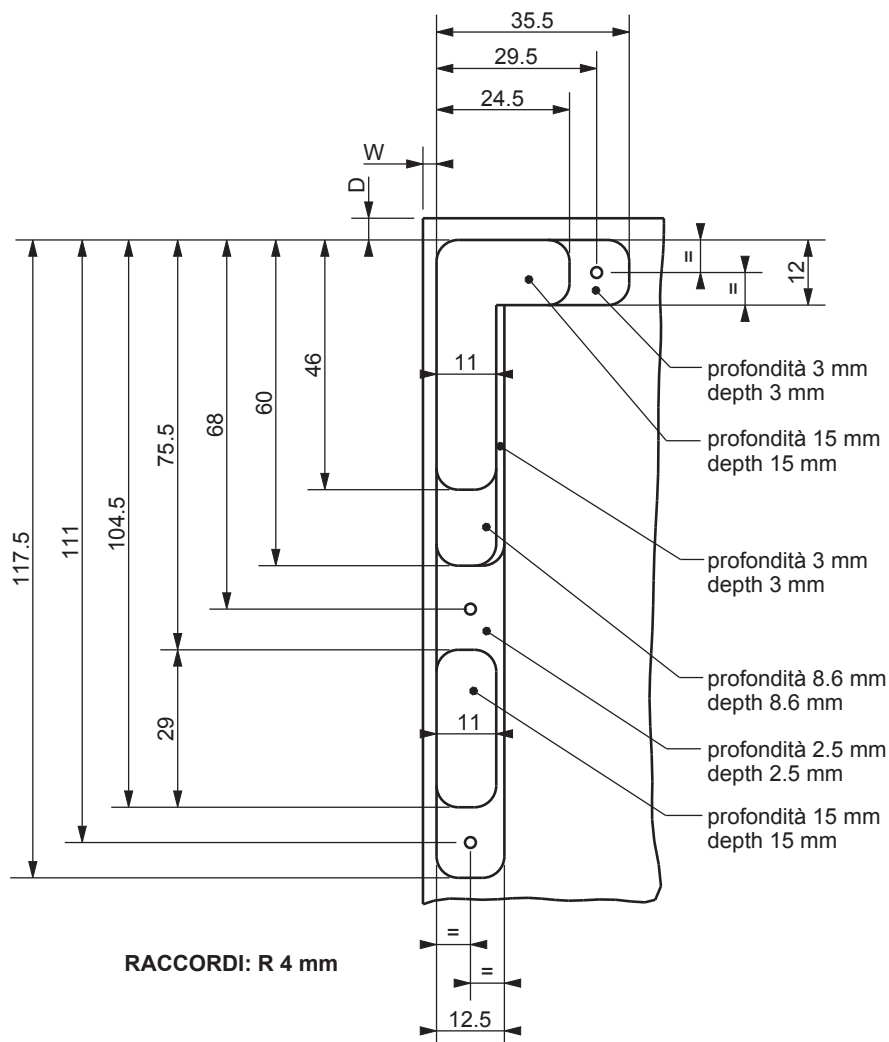 35.5
29.5
24.5
W
D
=
=
12
46
11
60
68
75.5
104.5
111
117.5
profondità 3 mm
depth 3 mm
profondità 15 mm
depth 15 mm
profondità 3 mm
depth 3 mm
profondità 8.6 mm
depth 8.6 mm
29
11
profondità 2.5 mm
depth 2.5 mm
profondità 15 mm
depth 15 mm
=
=
RACCORDI: R 4 mm
12.5